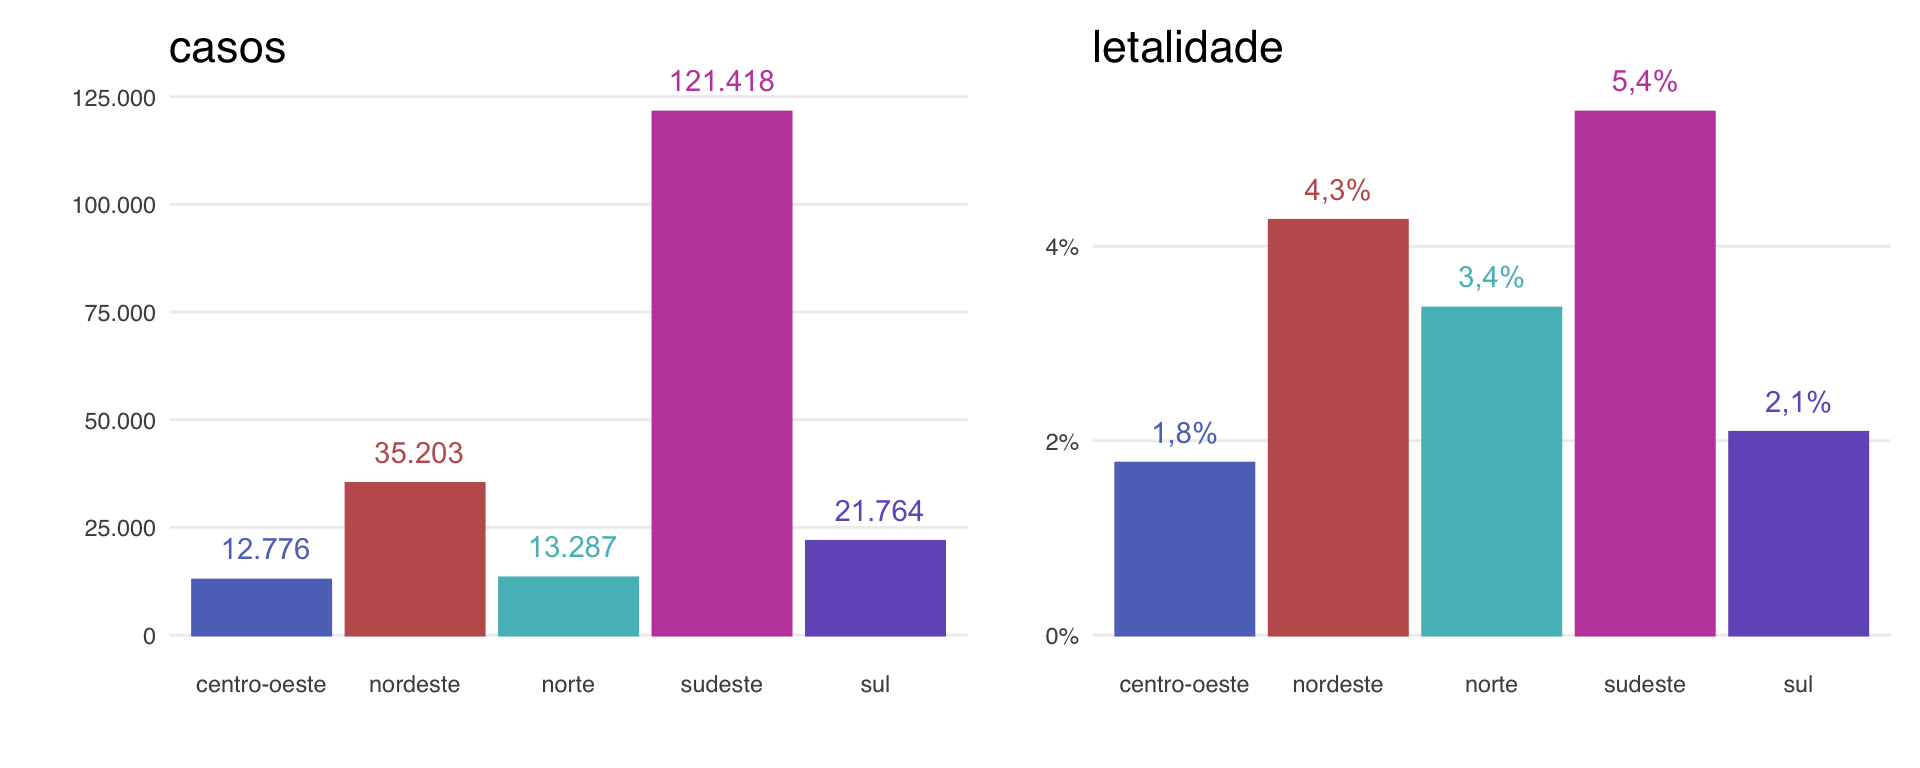 casos
125.000
100.000
75.000
50.000
25.000
0
12.776
35.203
13.287
121.418
21.764
centro-oeste
nordeste
norte
sudeste
sul
letalidade
4%
2%
0%
1,8%
4,3%
3,4%
5,4%
2,1%
centro-oeste
nordeste
norte
sudeste
sul